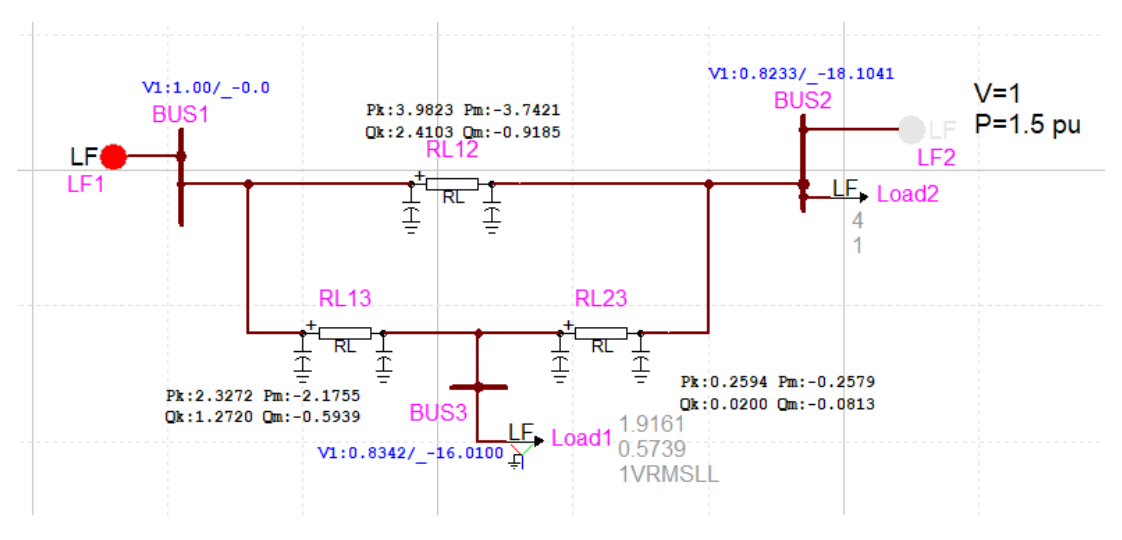 V1:1.00/_-0.0
BUS1
LF
LF1
Pk:3.9823 Pm:-3.7421
Qk:2.4103 Qm:-0.9185
RL12
+
RL
V1:0.8233/_-18.1041
BUS2
V=1
P=1.5 pu
LF
LF2
LF
Load2
4
1
RL13
+
RL
RL23
+
RL
Pk:2.3272 Pm:-2.1755
Qk:1.2720 Qm:-0.5939
Pk:0.2594 Pm:-0.2579
Qk:0.0200 Qm:-0.0813
BUS3
V1:0.8342/_-16.0100
LF
Load1
1.9161
0.5739
1VRMSLL